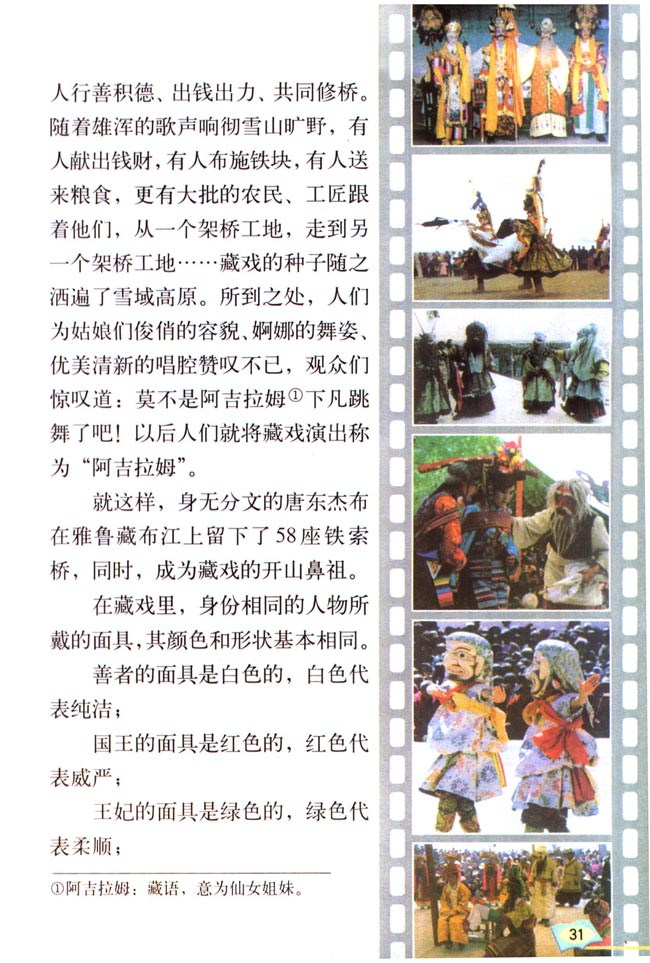 人行善积德、出钱出力、共同修桥。
随着雄浑的歌声响彻雪山旷野，有
人献出钱财，有人布施铁块，有人送
来粮食，更有大批的农民、工匠跟
着他们，从一个架桥工地，走到另
一个架桥工地……藏戏的种子随之
洒遍了雪域高原。所到之处，人们
为姑娘们俊俏的容貌、婀娜的舞姿、
优美清新的唱腔赞叹不已，观众们
惊叹道：莫不是阿吉拉姆①下凡跳
舞了吧！以后人们就将藏戏演出称
为“阿吉拉姆”。
就这样，身无分文的唐东杰布
在雅鲁藏布江上留下了58座铁索
桥，同时，成为藏戏的开山鼻祖。
在藏戏里，身份相同的人物所
戴的面具，其颜色和形状基本相同。
善者的面具是白色的，白色代
表纯洁；
国王的面具是红色的，红色代
表威严；
王妃的面具是绿色的，绿色代
表柔顺；
①阿吉拉姆：藏语，意为仙女姐妹。
31